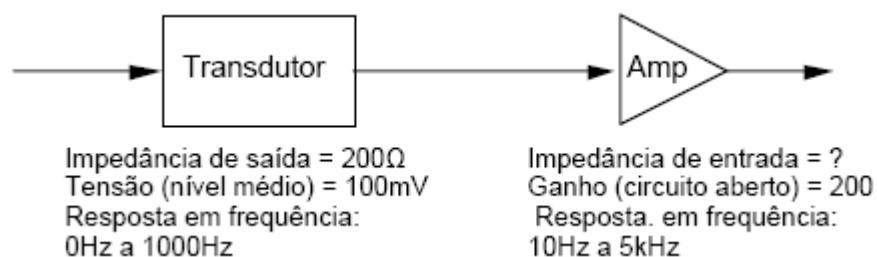 Transdutor
Amp
Impedância de saída = 200Ω
Tensão (nível médio) = 100mV
Resposta em frequência:
0Hz a 1000Hz
Impedância de entrada = ?
Ganho (circuito aberto) = 200
Resposta. em frequência:
10Hz a 5kHz